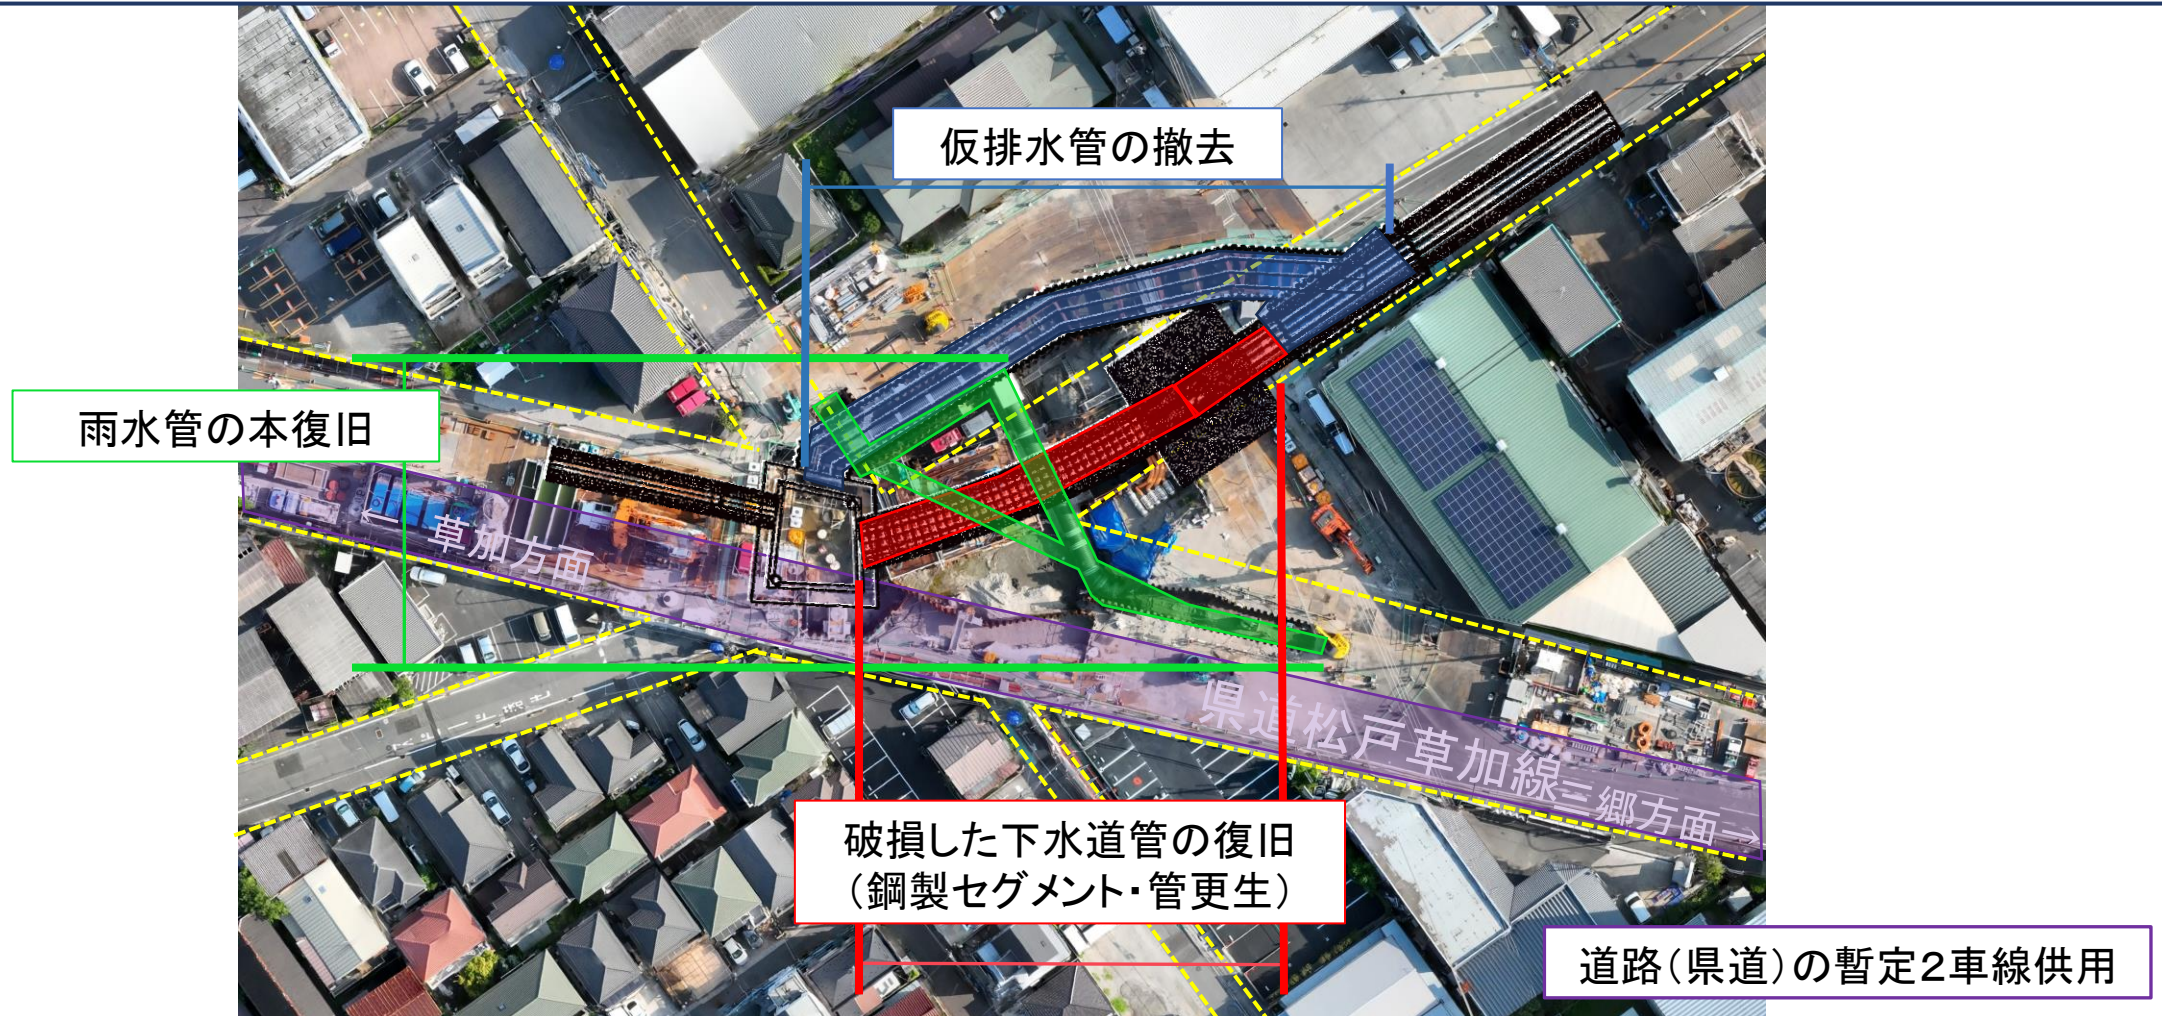 仮排水管の撤去
雨水管の本復旧
←草加方面
県道松戸草加線
三郷方面→
破損した下水道管の復旧
（鋼製セグメント・管更生）
道路（県道）の暫定２車線供用